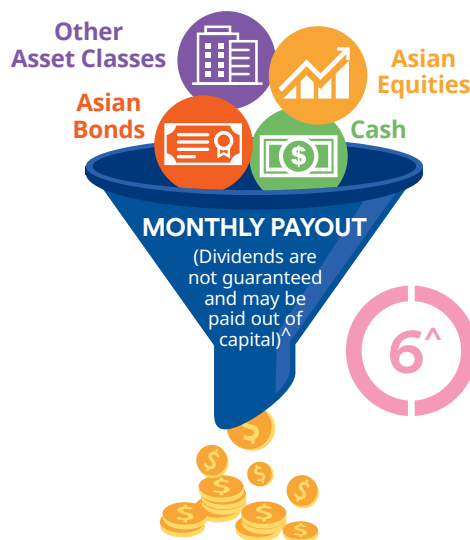 Other
Asset Classes
Asian
Equities
Asian
Bonds
Cash
$
MONTHLY PAYOUT
(Dividends are
not guaranteed
and may be
paid out of
capital)^
6^
$
$
$
$
$
$
$
$